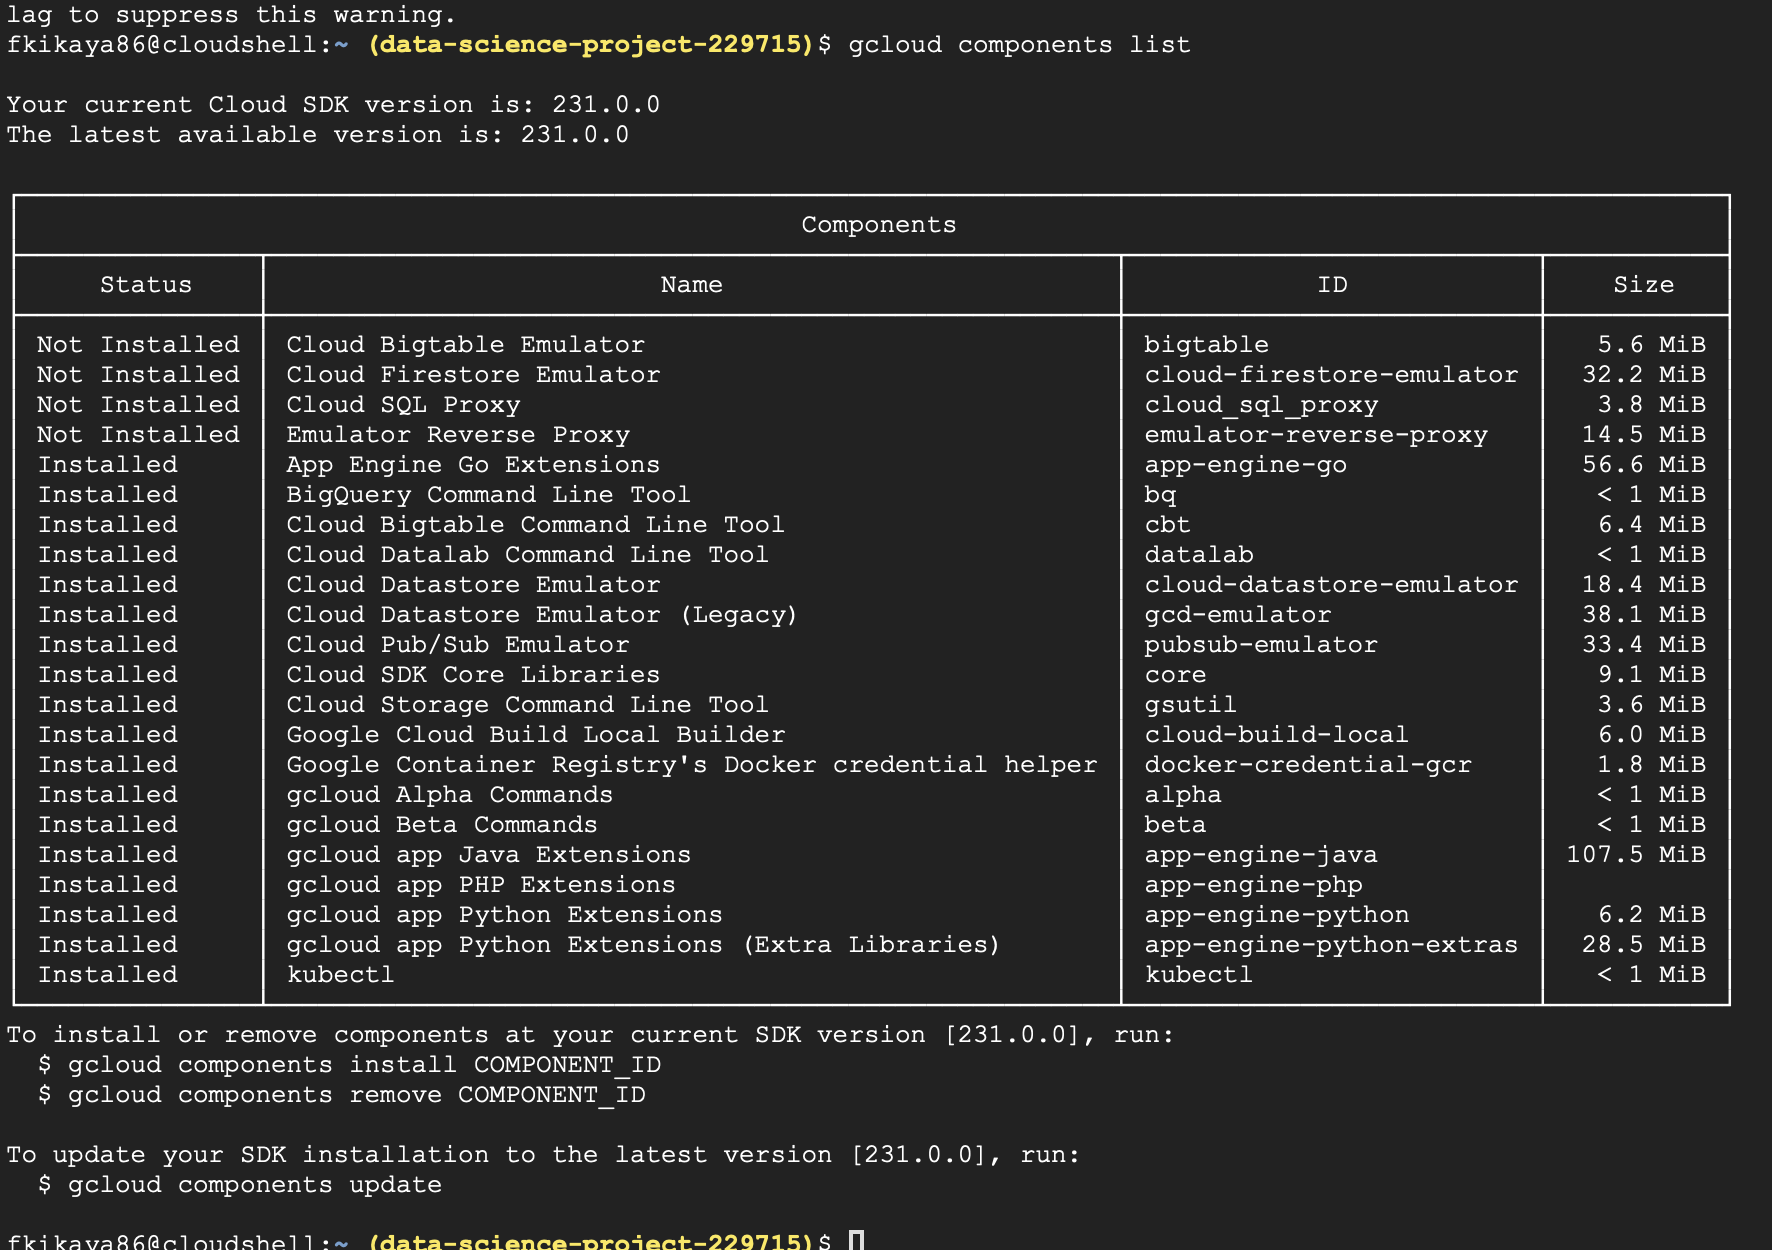 lag to suppress this warning.
fkikaya86@cloudshell:~ (data-science-project-229715)$ gcloud components list
Your current Cloud SDK version is: 231.0.0
The latest available version is: 231.0.0
Components
Status Name ID Size
Not Installed Cloud Bigtable Emulator bigtable 5.6 MiB
Not Installed Cloud Firestore Emulator cloud-firestore-emulator 32.2 MiB
Not Installed Cloud SQL Proxy cloud_sql_proxy 3.8 MiB
Not Installed Emulator Reverse Proxy emulator-reverse-proxy 14.5 MiB
Installed App Engine Go Extensions app-engine-go 56.6 MiB
Installed BigQuery Command Line Tool bq < 1 MiB
Installed Cloud Bigtable Command Line Tool cbt 6.4 MiB
Installed Cloud Datalab Command Line Tool datalab < 1 MiB
Installed Cloud Datastore Emulator cloud-datastore-emulator 18.4 MiB
Installed Cloud Datastore Emulator (Legacy) gcd-emulator 38.1 MiB
Installed Cloud Pub/Sub Emulator pubsub-emulator 33.4 MiB
Installed Cloud SDK Core Libraries core 9.1 MiB
Installed Cloud Storage Command Line Tool gsutil 3.6 MiB
Installed Google Cloud Build Local Builder cloud-build-local 6.0 MiB
Installed Google Container Registry's Docker credential helper docker-credential-gcr 1.8 MiB
Installed gcloud Alpha Commands alpha < 1 MiB
Installed gcloud Beta Commands beta < 1 MiB
Installed gcloud app Java Extensions app-engine-java 107.5 MiB
Installed gcloud app PHP Extensions app-engine-php
Installed gcloud app Python Extensions app-engine-python 6.2 MiB
Installed gcloud app Python Extensions (Extra Libraries) app-engine-python-extras 28.5 MiB
Installed kubectl kubectl < 1 MiB
To install or remove components at your current SDK version [231.0.0], run:
$ gcloud components install COMPONENT_ID
$ gcloud components remove COMPONENT_ID
To update your SDK installation to the latest version [231.0.0], run:
$ gcloud components update
fkikaya86@cloudshell:~ (data-science-project-229715)$